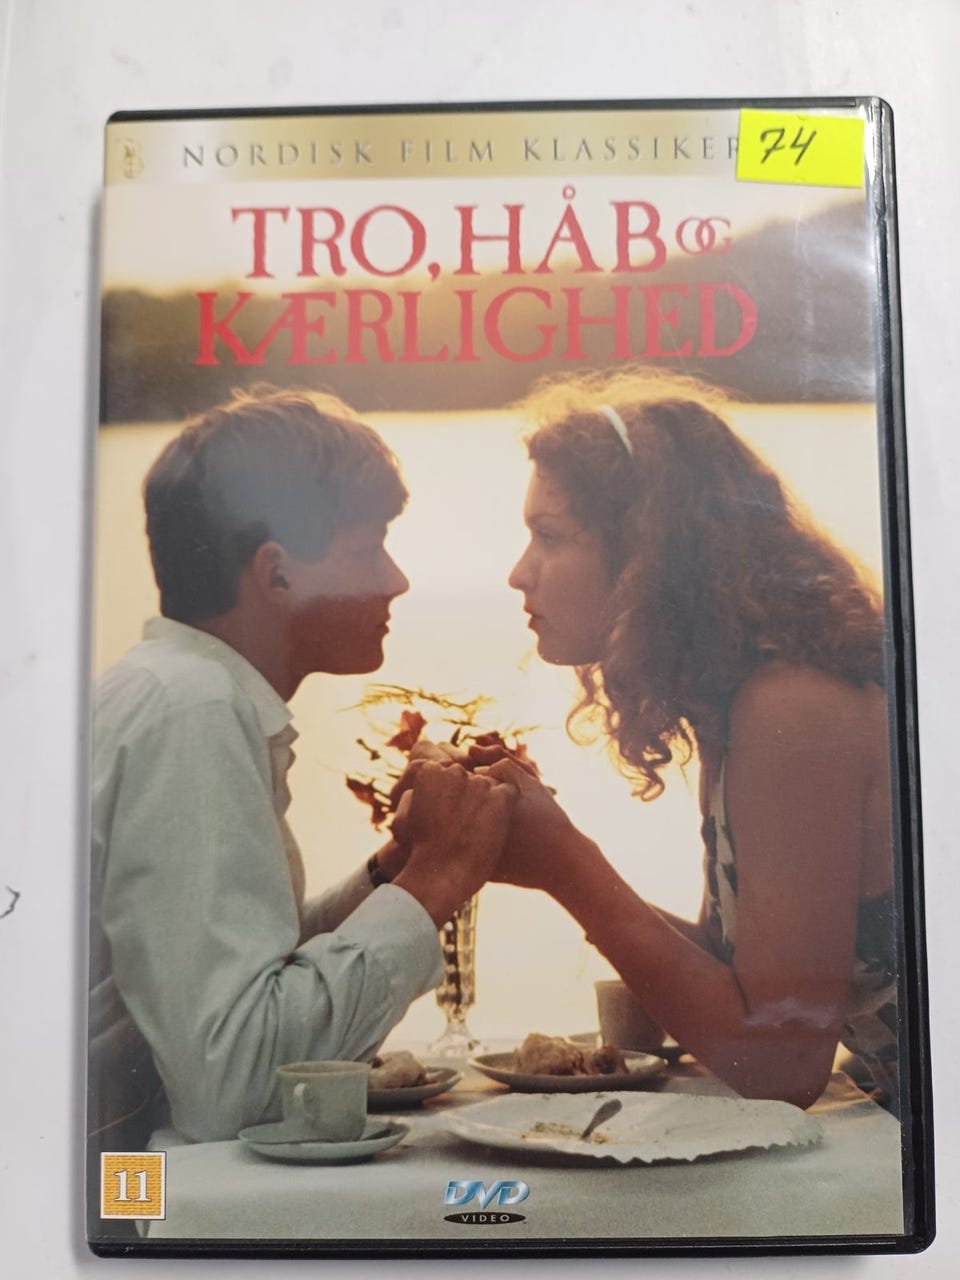 NORDISK FILM KLASSIKER
74
TRO, HÅB OG
KÆRLIGHED
11
DVD
VIDEO